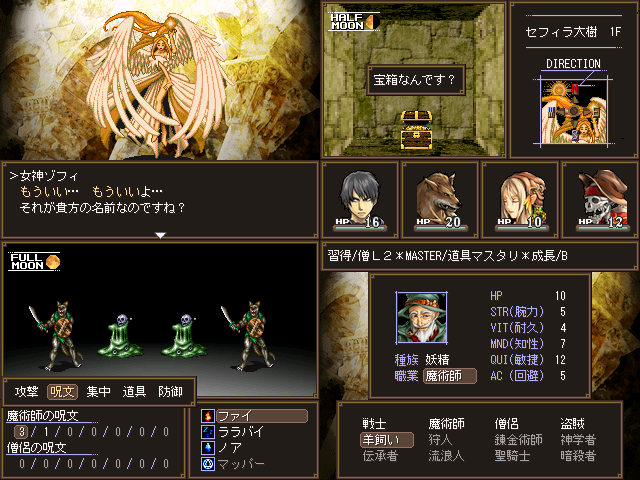 HALF
MOON
宝箱なんです？
セフィラ大樹 1F
DIRECTION
N
＞女神ゾフィ
もういい… もういいよ…
それが貴方の名前なのですね？
HP 16
HP 20
HP 10
HP 12
FULL
MOON
習得/僧Ｌ２＊MASTER/道具マスタリ＊成長/B
攻撃 呪文 集中 道具 防御
魔術師の呪文
3/ 1/ 0/ 0/ 0/ 0/ 0
僧侶の呪文
0/ 0/ 0/ 0/ 0/ 0/ 0
ファイ
ララバイ
ノア
マッパー
種族 妖精
職業 魔術師
HP 10
STR(腕力) 5
VIT(耐久) 4
MND(知性) 7
QUI(敏捷) 12
AC (回避) 5
戦士 魔術師 僧侶 盗賊
羊飼い 狩人 錬金術師 神学者
伝承者 流浪人 聖騎士 暗殺者